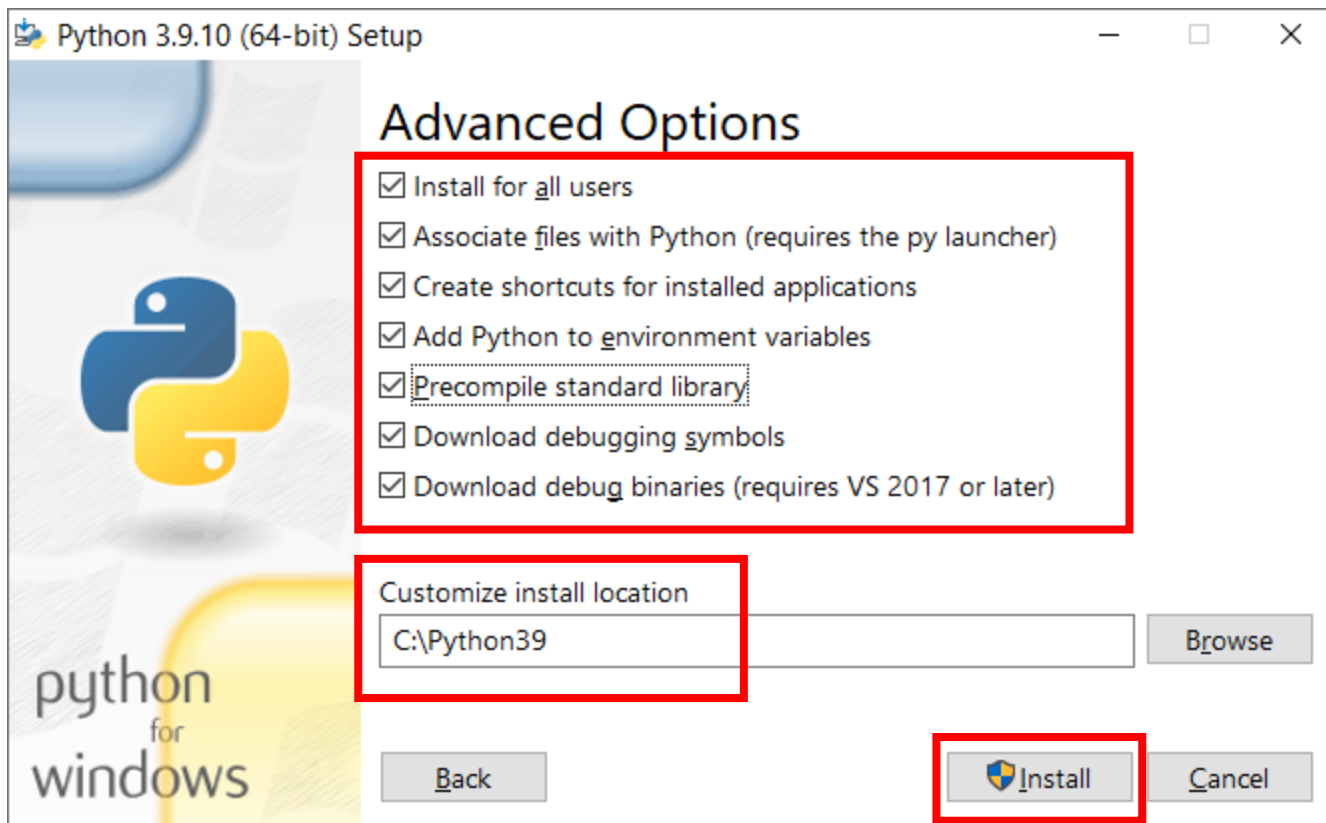 Python 3.9.10 (64-bit) Setup
Advanced Options
Install for all users
Associate files with Python (requires the py launcher)
Create shortcuts for installed applications
Add Python to environment variables
Precompile standard library
Download debugging symbols
Download debug binaries (requires VS 2017 or later)
Customize install location
C:\Python39
Browse
python
for
windows
Back
Install
Cancel